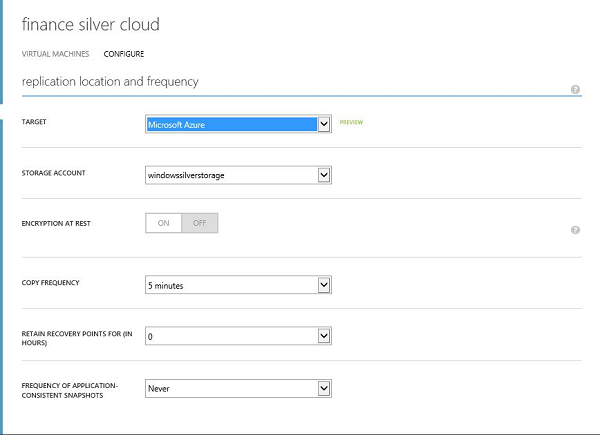 finance silver cloud
VIRTUAL MACHINES CONFIGURE
replication location and frequency
?
TARGET Microsoft Azure PREVIEW
STORAGE ACCOUNT windowssilverstorage
ENCRYPTION AT REST ON OFF ?
COPY FREQUENCY 5 minutes
RETAIN RECOVERY POINTS FOR (IN
HOURS)
0
FREQUENCY OF APPLICATION-
CONSISTENT SNAPSHOTS
Never